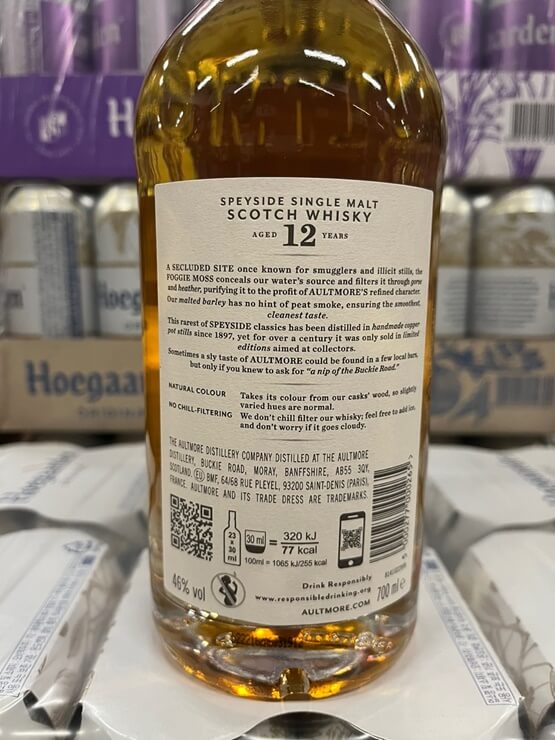 SPEYSIDE SINGLE MALT
SCOTCH WHISKY
AGED 12 YEARS
A SECLUDED SITE once known for smugglers and illicit stills, the
FOGGIE MOSS conceals our water's source and filters it through gorse
and heather, purifying it to the profit of AULTMORE'S refined character.
Our malted barley has no hint of peat smoke, ensuring the smoothest,
cleanest taste.
This rarest of SPEYSIDE classics has been distilled in handmade copper
pot stills since 1897, yet for over a century it was only sold in limited
editions aimed at collectors.
Sometimes a sly taste of AULTMORE could be found in a few local bars,
but only if you knew to ask for "a nip of the Buckie Road."
NATURAL COLOUR Takes its colour from our casks' wood, so slightly
varied hues are normal.
NO CHILL-FILTERING We don't chill filter our whisky; feel free to add ice,
and don't worry if it goes cloudy.
THE AULTMORE DISTILLERY COMPANY DISTILLED AT THE AULTMORE
DISTILLERY, BUCKIE ROAD, MORAY, BANFFSHIRE, AB55 3QY,
SCOTLAND. EU BMF, 64/68 RUE PLEYEL, 93200 SAINT-DENIS (PARIS),
FRANCE. AULTMORE AND ITS TRADE DRESS ARE TRADEMARKS.
23
x
30
ml
30 ml = 320 kJ
77 kcal
100ml = 1065 kJ/255 kcal
46% vol
Drink Responsibly
www.responsibledrinking.org
AULTMORE.COM
700 ml e
Hoegaar
ORIGINA
Hoeg
H